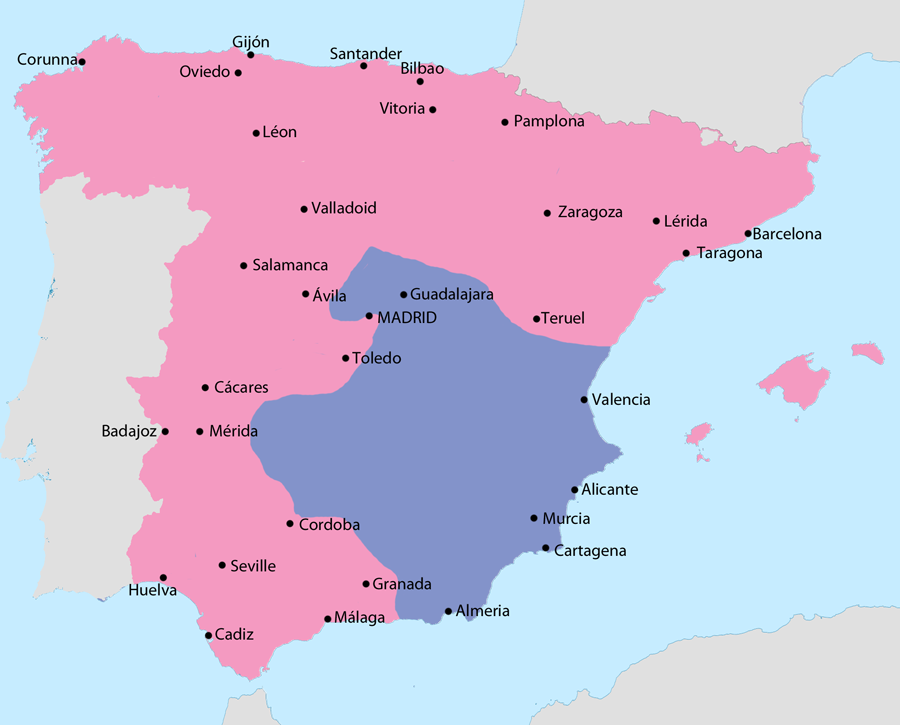 Gijón
Corunna
Santander
Oviedo
Bilbao
Vitoria
Pamplona
Léon
Valladoid
Zaragoza
Lérida
Barcelona
Taragona
Salamanca
Ávila
Guadalajara
MADRID
Teruel
Toledo
Cácares
Valencia
Badajoz
Mérida
Alicante
Murcia
Cordoba
Cartagena
Seville
Granada
Huelva
Almeria
Málaga
Cadiz